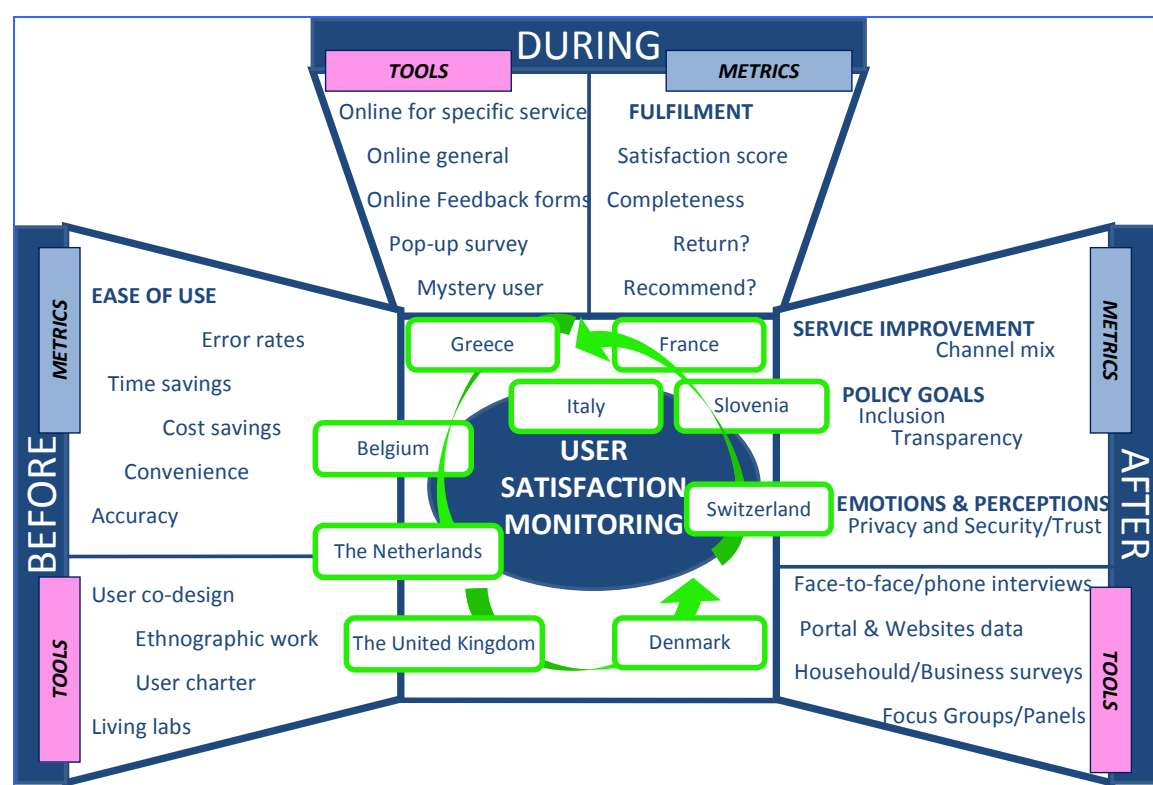 DURING
TOOLS
Online for specific service
Online general
Online Feedback forms
Pop-up survey
Mystery user
METRICS
FULFILMENT
Satisfaction score
Completeness
Return?
Recommend?
BEFORE
METRICS
EASE OF USE
Error rates
Time savings
Cost savings
Convenience
Accuracy
TOOLS
User co-design
Ethnographic work
User charter
Living labs
Greece
France
Italy
Slovenia
Belgium
USER
SATISFACTION
MONITORING
Switzerland
The Netherlands
The United Kingdom
Denmark
AFTER
METRICS
SERVICE IMPROVEMENT
Channel mix
POLICY GOALS
Inclusion
Transparency
EMOTIONS & PERCEPTIONS
Privacy and Security/Trust
TOOLS
Face-to-face/phone interviews
Portal & Websites data
Househould/Business surveys
Focus Groups/Panels